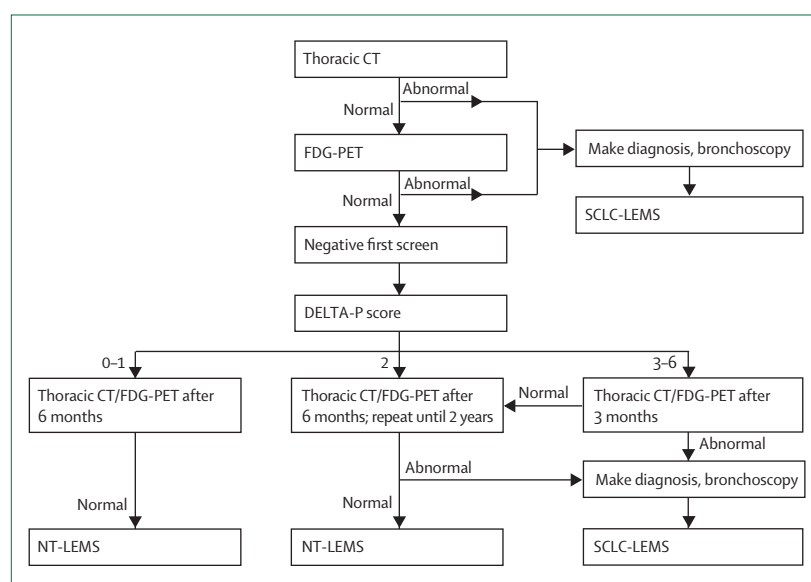 Thoracic CT
Abnormal
Normal
FDG-PET
Make diagnosis, bronchoscopy
Abnormal
Normal
SCLC-LEMS
Negative first screen
DELTA-P score
0–1
2
3–6
Thoracic CT/FDG-PET after
6 months
Thoracic CT/FDG-PET after
6 months; repeat until 2 years
Normal
Thoracic CT/FDG-PET after
3 months
Abnormal
Abnormal
Make diagnosis, bronchoscopy
Normal
Normal
NT-LEMS
NT-LEMS
SCLC-LEMS